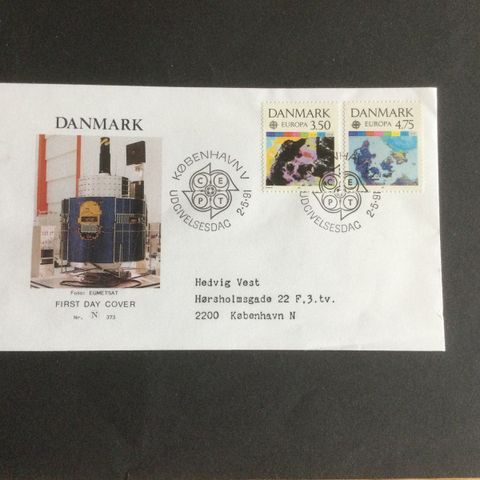 DANMARK
Foto: EUMETSAT
FIRST DAY COVER
Nr. N 373
KØBENHAVN V
CEPT
UDGIVELSESDAG 2.5.91
DANMARK
EUROPA 3.50
DANMARK
EUROPA 4.75
CEPT
UDGIVELSESDAG 2.5.91
Hedvig Vest
Hørsholmsgade 22 F,3.tv.
2200 København N